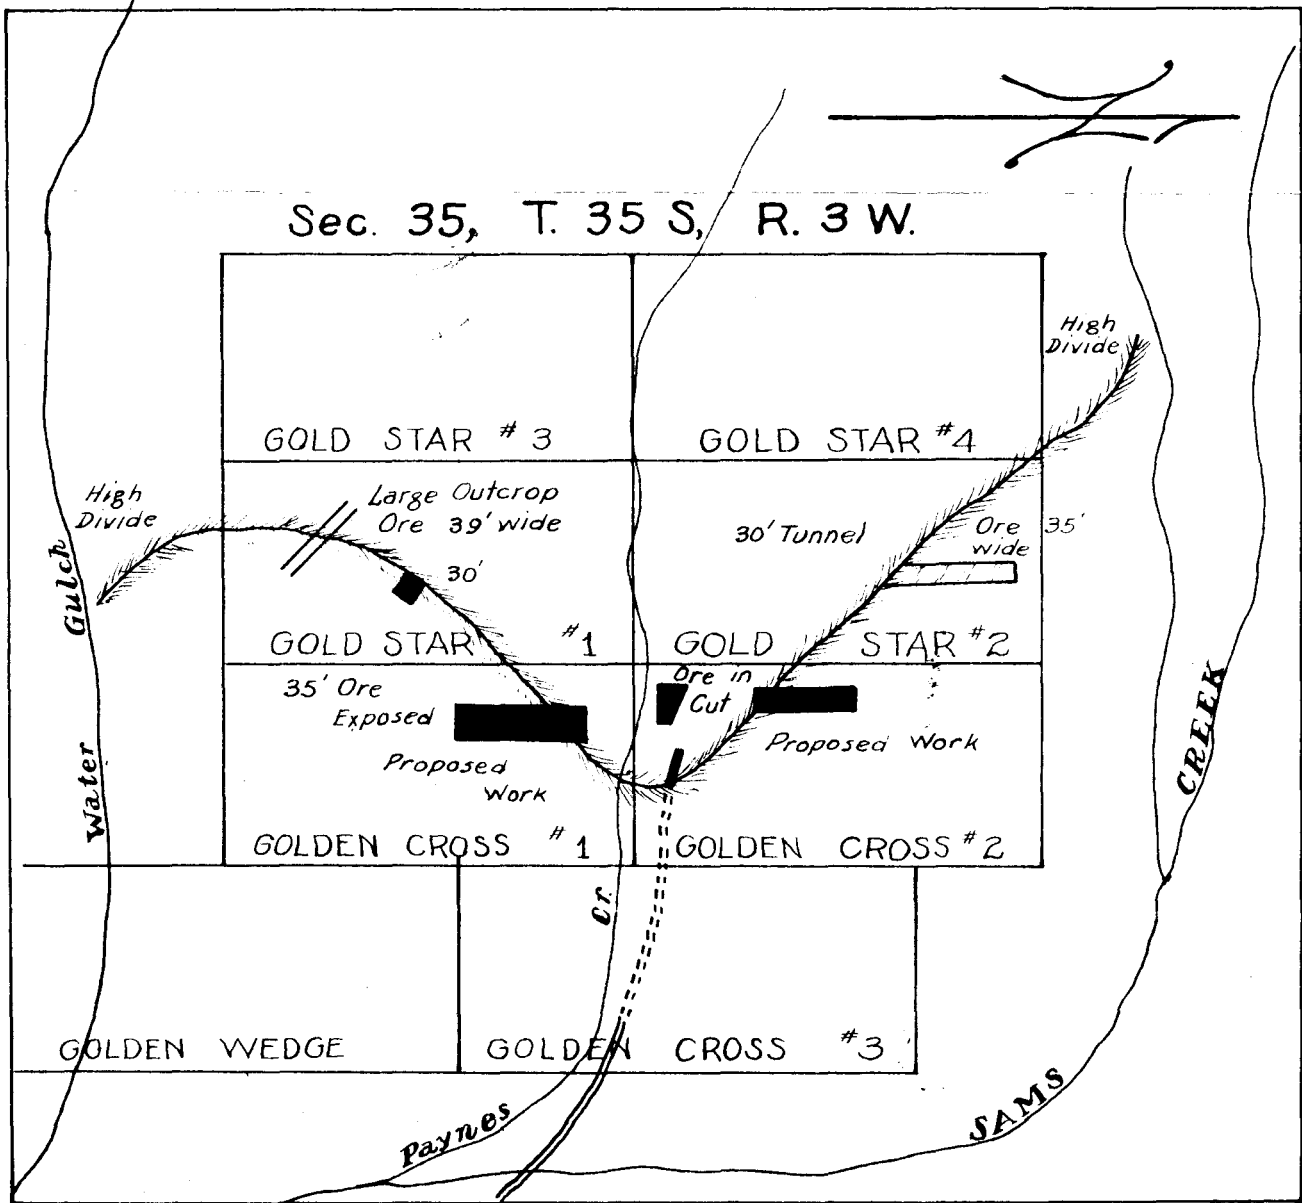 Sec. 35, T. 35 S, R. 3 W.
High
Divide
GOLD STAR # 3
GOLD STAR #4
High
Divide
Large Outcrop
Ore 39' wide
30'
30' Tunnel
Ore 35'
wide
Gulch
Water
GOLD STAR #1
GOLD STAR #2
35' Ore
Exposed
Proposed
Work
Ore in
Cut
Proposed Work
GOLDEN CROSS #1
GOLDEN CROSS #2
CREEK
SAMS
Cr.
Paynes
GOLDEN WEDGE
GOLDEN CROSS #3